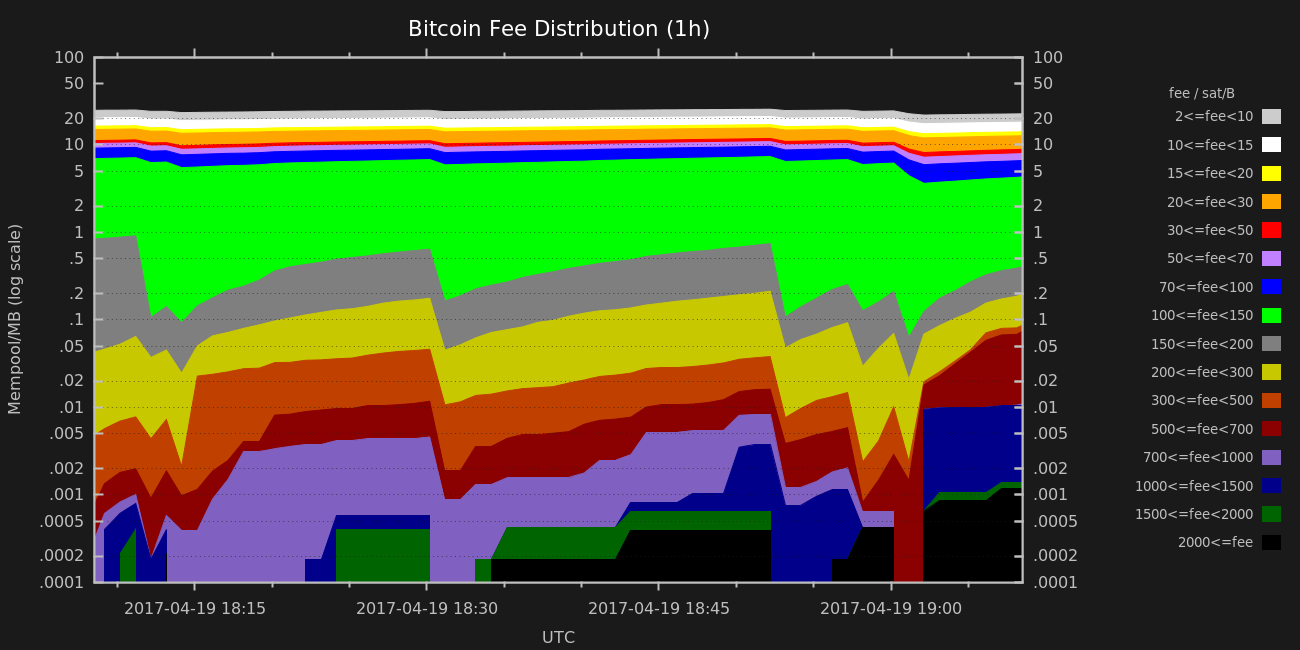 Bitcoin Fee Distribution (1h)
Mempool/MB (log scale)
100
50
20
10
5
2
1
.5
.2
.1
.05
.02
.01
.005
.002
.001
.0005
.0002
.0001
100
50
20
10
5
2
1
.5
.2
.1
.05
.02
.01
.005
.002
.001
.0005
.0002
.0001
2017-04-19 18:15
2017-04-19 18:30
2017-04-19 18:45
2017-04-19 19:00
UTC
fee / sat/B
2<=fee<10
10<=fee<15
15<=fee<20
20<=fee<30
30<=fee<50
50<=fee<70
70<=fee<100
100<=fee<150
150<=fee<200
200<=fee<300
300<=fee<500
500<=fee<700
700<=fee<1000
1000<=fee<1500
1500<=fee<2000
2000<=fee